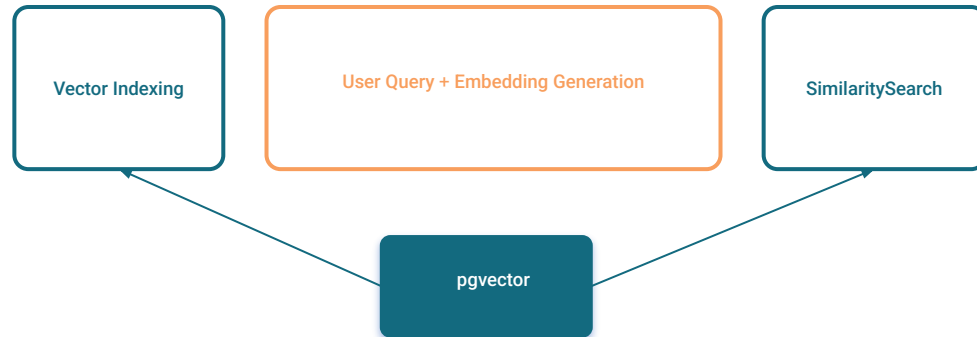 Vector Indexing
User Query + Embedding Generation
SimilaritySearch
pgvector